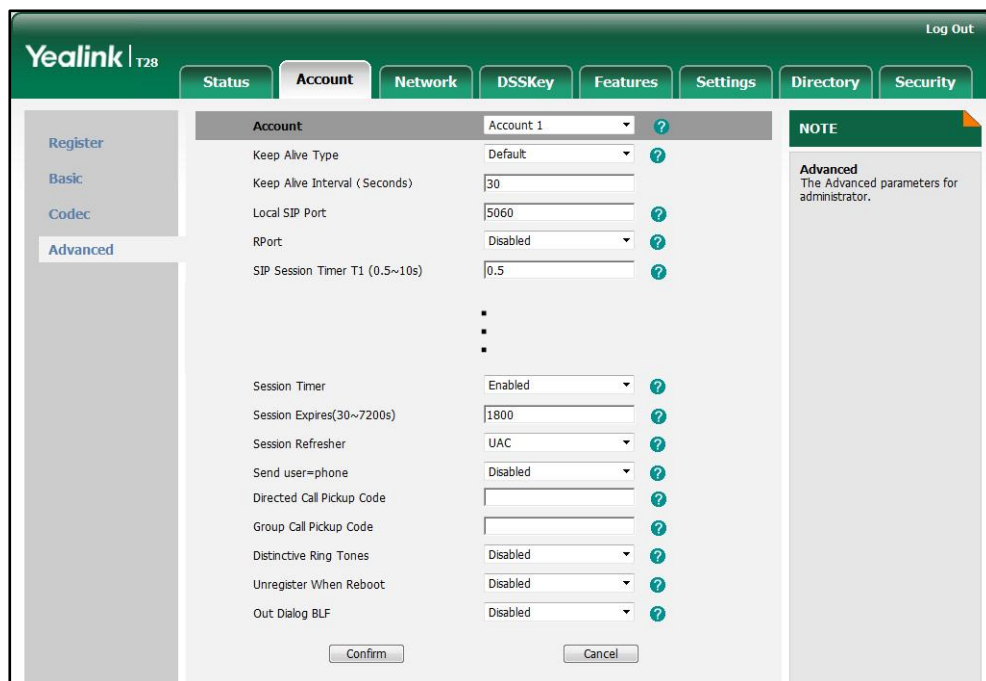 Log Out
Yealink T28
Status Account Network DSSKey Features Settings Directory Security
Register
Basic
Codec
Advanced
Account Account 1 ?
Keep Alive Type Default ?
Keep Alive Interval (Seconds) 30
Local SIP Port 5060 ?
RPort Disabled ?
SIP Session Timer T1 (0.5~10s) 0.5 ?
Session Timer Enabled ?
Session Expires(30~7200s) 1800 ?
Session Refresher UAC ?
Send user=phone Disabled ?
Directed Call Pickup Code ?
Group Call Pickup Code ?
Distinctive Ring Tones Disabled ?
Unregister When Reboot Disabled ?
Out Dialog BLF Disabled ?
Confirm Cancel
NOTE
Advanced
The Advanced parameters for
administrator.